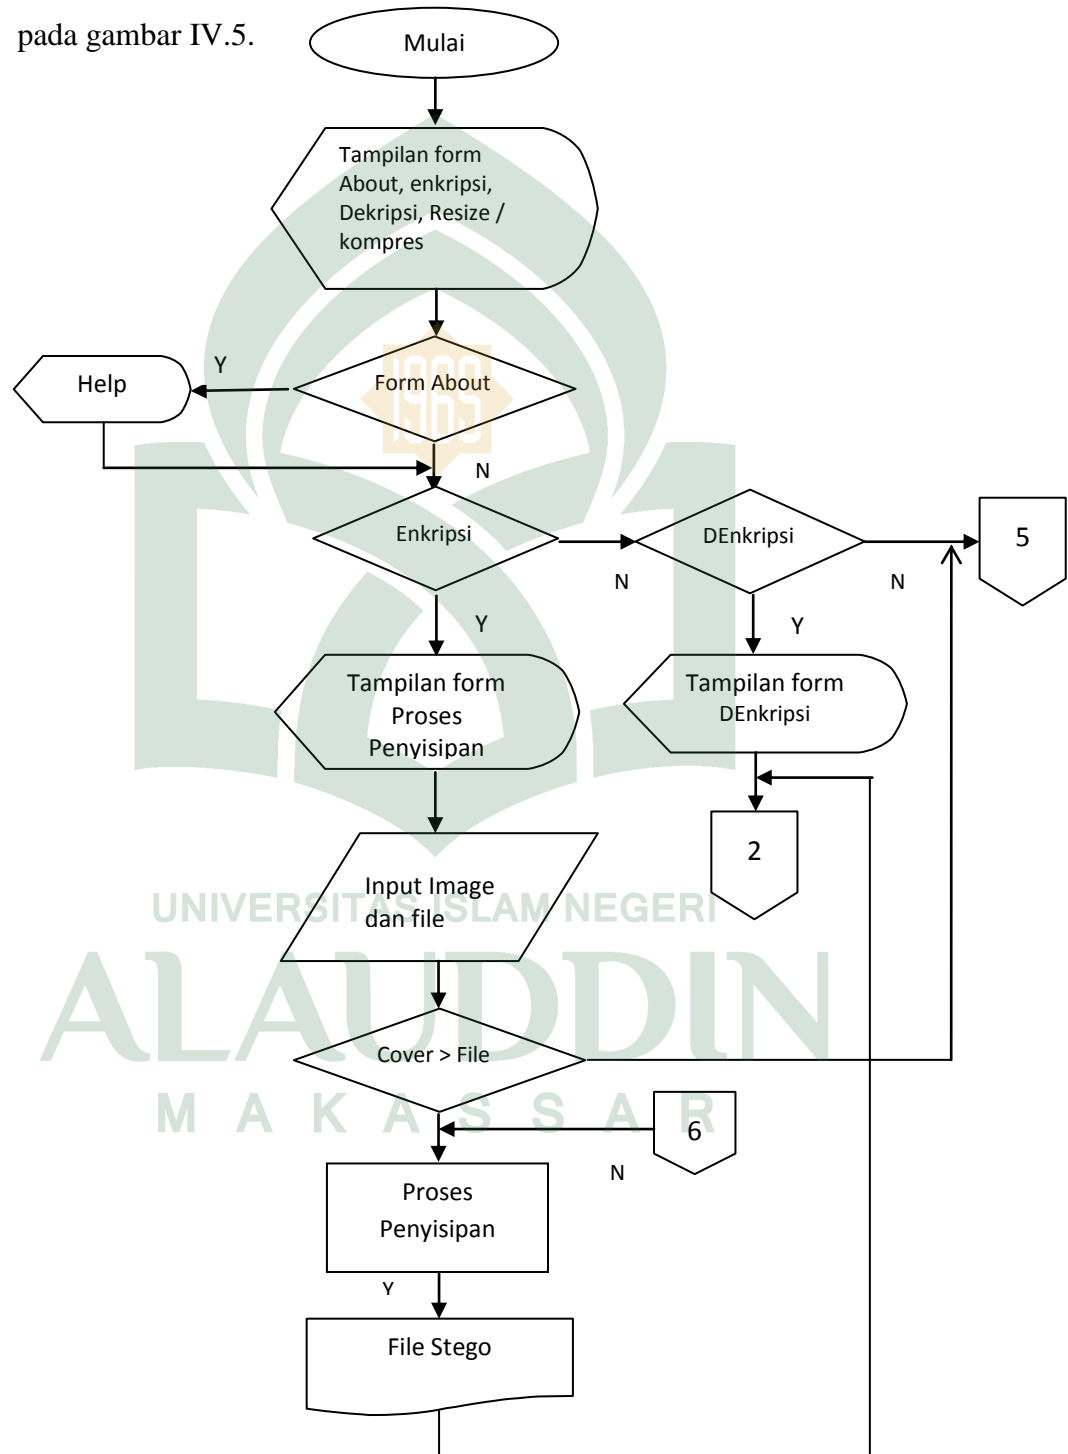 pada gambar IV.5.
Mulai
Tampilan form
About, enkripsi,
Dekripsi, Resize /
kompres
Form About
Y
Help
N
Enkripsi
N
DEnkripsi
N
5
Y
Y
Tampilan form
Proses
Penyisipan
Tampilan form
DEnkripsi
2
Input Image
dan file
UNIVERSITAS ISLAM NEGERI
ALAUDDIN
MAKASSAR
1965
Cover > File
6
N
Proses
Penyisipan
Y
File Stego